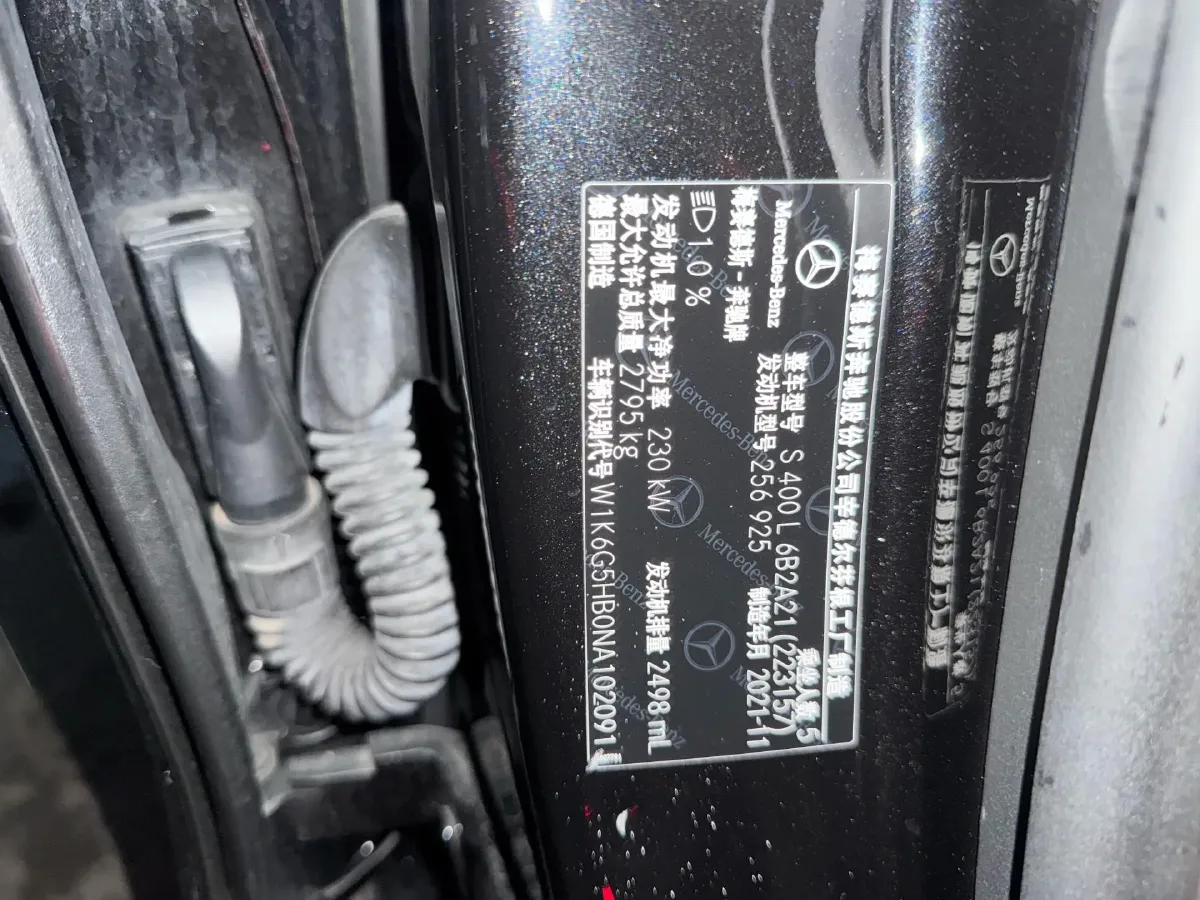 梅赛德斯奔驰股份公司辛德尔芬根工厂制造
Mercedes-Benz
整车型号 S 400 L 6B2A21 (223157)
乘坐人数 5
梅赛德斯-奔驰牌
发动机型号 256 925
制造年月 2021-11
10%
发动机最大净功率 230 kW
发动机排量 2498 mL
最大允许总质量 2795 kg
德国制造
车辆识别代号 W1K6G5HB0NA102091